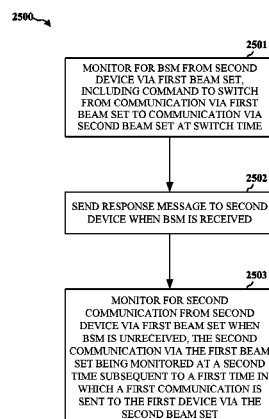 2500
2501
MONITOR FOR BSM FROM SECOND
DEVICE VIA FIRST BEAM SET,
INCLUDING COMMAND TO SWITCH
FROM COMMUNICATION VIA FIRST
BEAM SET TO COMMUNICATION VIA
SECOND BEAM SET AT SWITCH TIME
2502
SEND RESPONSE MESSAGE TO SECOND
DEVICE WHEN BSM IS RECEIVED
2503
MONITOR FOR SECOND
COMMUNICATION FROM SECOND
DEVICE VIA FIRST BEAM SET WHEN
BSM IS UNRECEIVED, THE SECOND
COMMUNICATION VIA THE FIRST BEAM
SET BEING MONITORED AT A SECOND
TIME SUBSEQUENT TO A FIRST TIME IN
WHICH A FIRST COMMUNICATION IS
SENT TO THE FIRST DEVICE VIA THE
SECOND BEAM SET